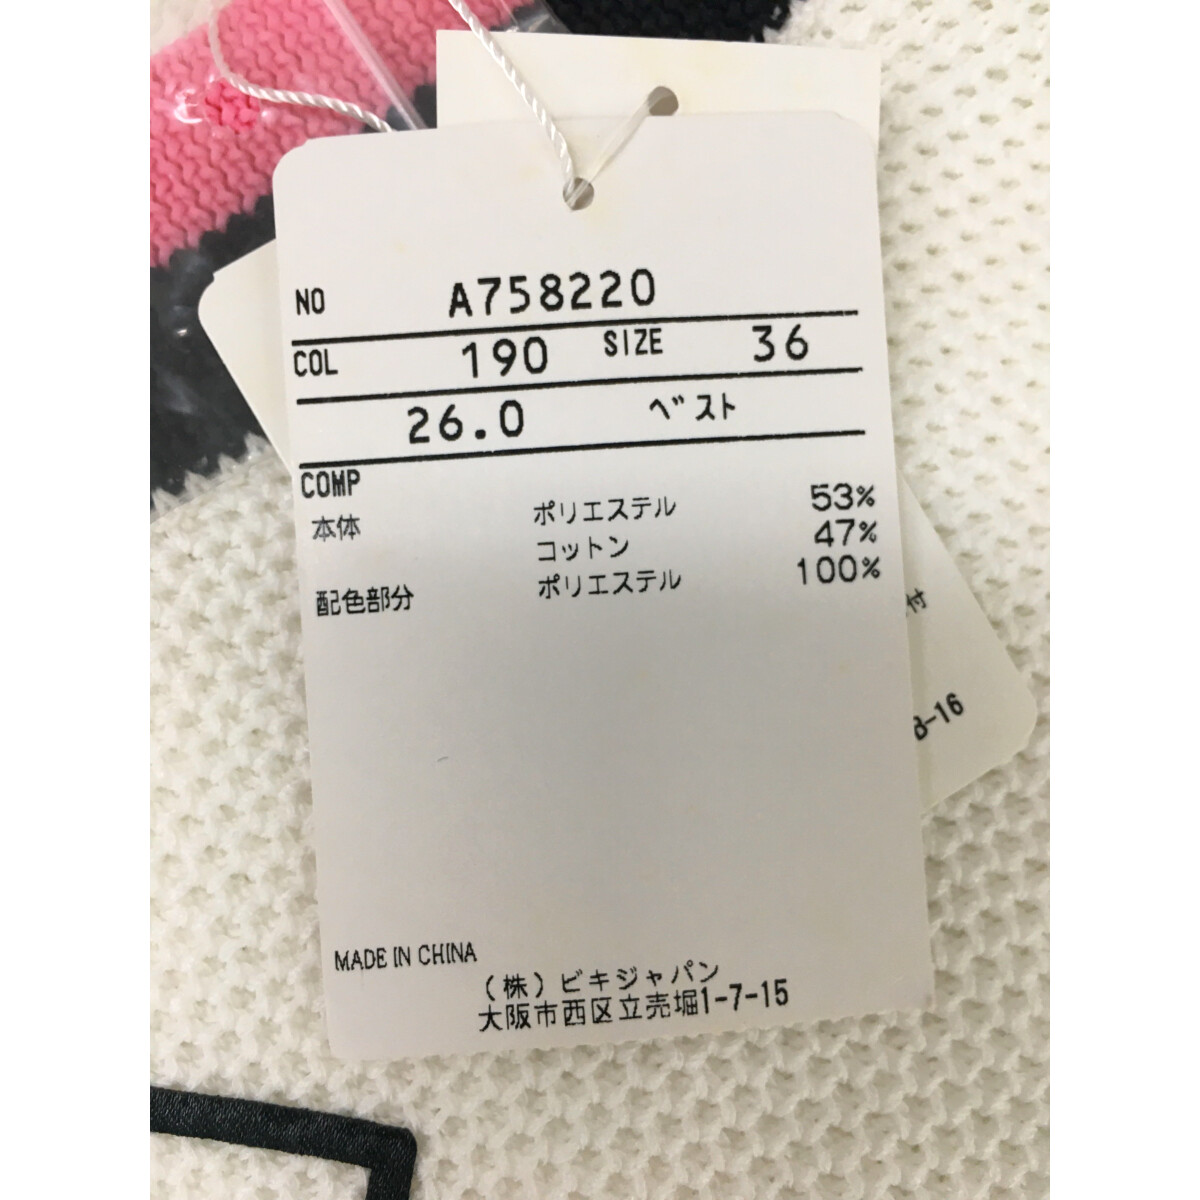 NO A758220
COL 190 SIZE 36
26.0 ベスト
COMP
本体 ポリエステル 53%
コットン 47%
配色部分 ポリエステル 100%
MADE IN CHINA
(株)ビキジャパン
大阪市西区立売堀1-7-15
付
8-16